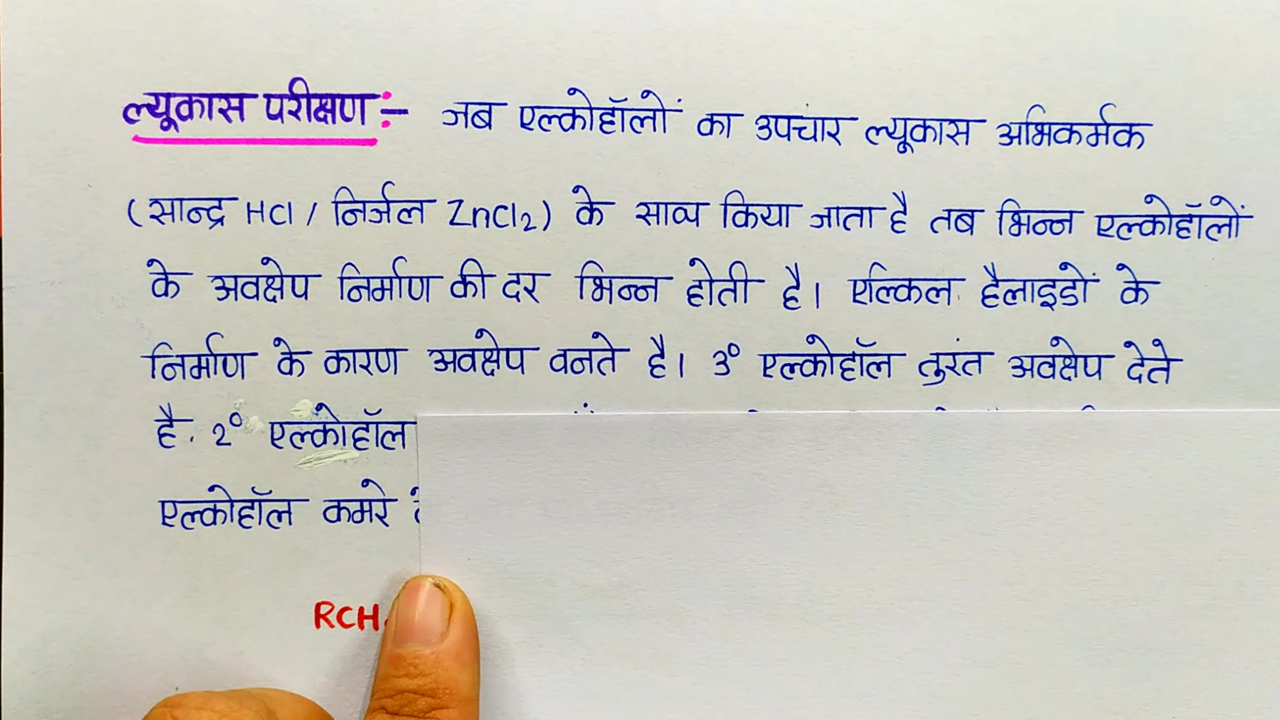 ल्यूकास परीक्षण :- जब एल्कोहॉलों का उपचार ल्यूकास अभिकर्मक
(सान्द्र HCl / निर्जल ZnCl₂) के साथ किया जाता है तब भिन्न एल्कोहॉलों
के अवक्षेप निर्माण की दर भिन्न होती है। एल्किल हैलाइडों के
निर्माण के कारण अवक्षेप बनते है। 3° एल्कोहॉल तुरंत अवक्षेप देते
है. 2° एल्कोहॉल
एल्कोहॉल कमरे
RCH